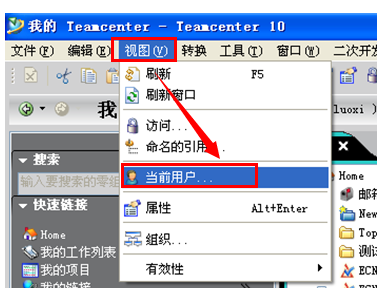 我的 Teamcenter - Teamcenter 10
文件(F) 编辑(E) 视图(V) 转换 工具(T) 窗口(W) 二次开发
我
luoxi )
刷新 F5
刷新窗口
访问...
命名的引用...
当前用户...
属性 Alt+Enter
组织...
有效性
搜索
输入要搜索的零组
快速链接
Home
我的工作列表
我的项目
我的链接
Home
邮箱
New
Top
测试
ECN
ECN